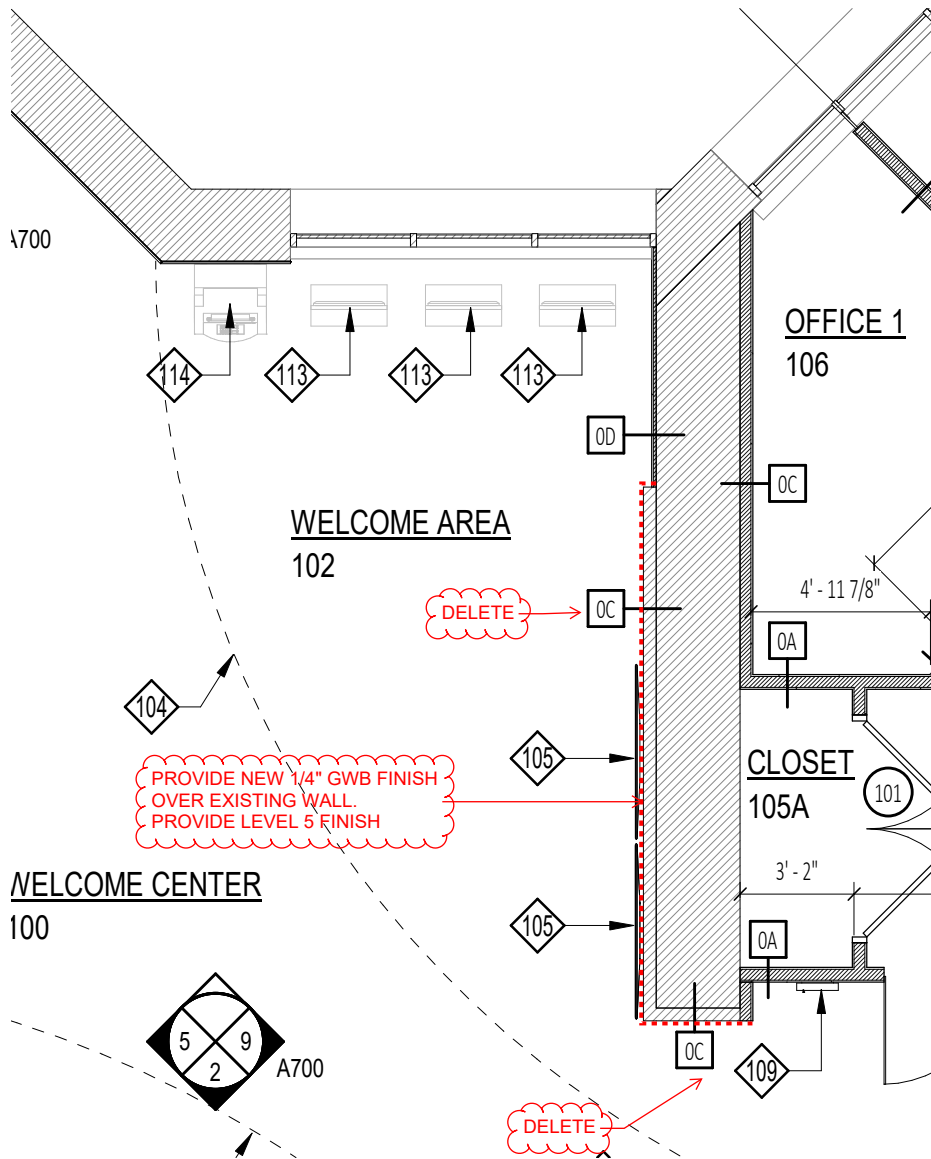 A700
OFFICE 1
106
114
113
113
113
0D
0C
WELCOME AREA
102
4' - 11 7/8"
DELETE
0C
0A
104
105
CLOSET
105A
101
PROVIDE NEW 1/4" GWB FINISH
OVER EXISTING WALL.
PROVIDE LEVEL 5 FINISH
3' - 2"
WELCOME CENTER
100
105
0A
5
9
2
A700
0C
109
DELETE